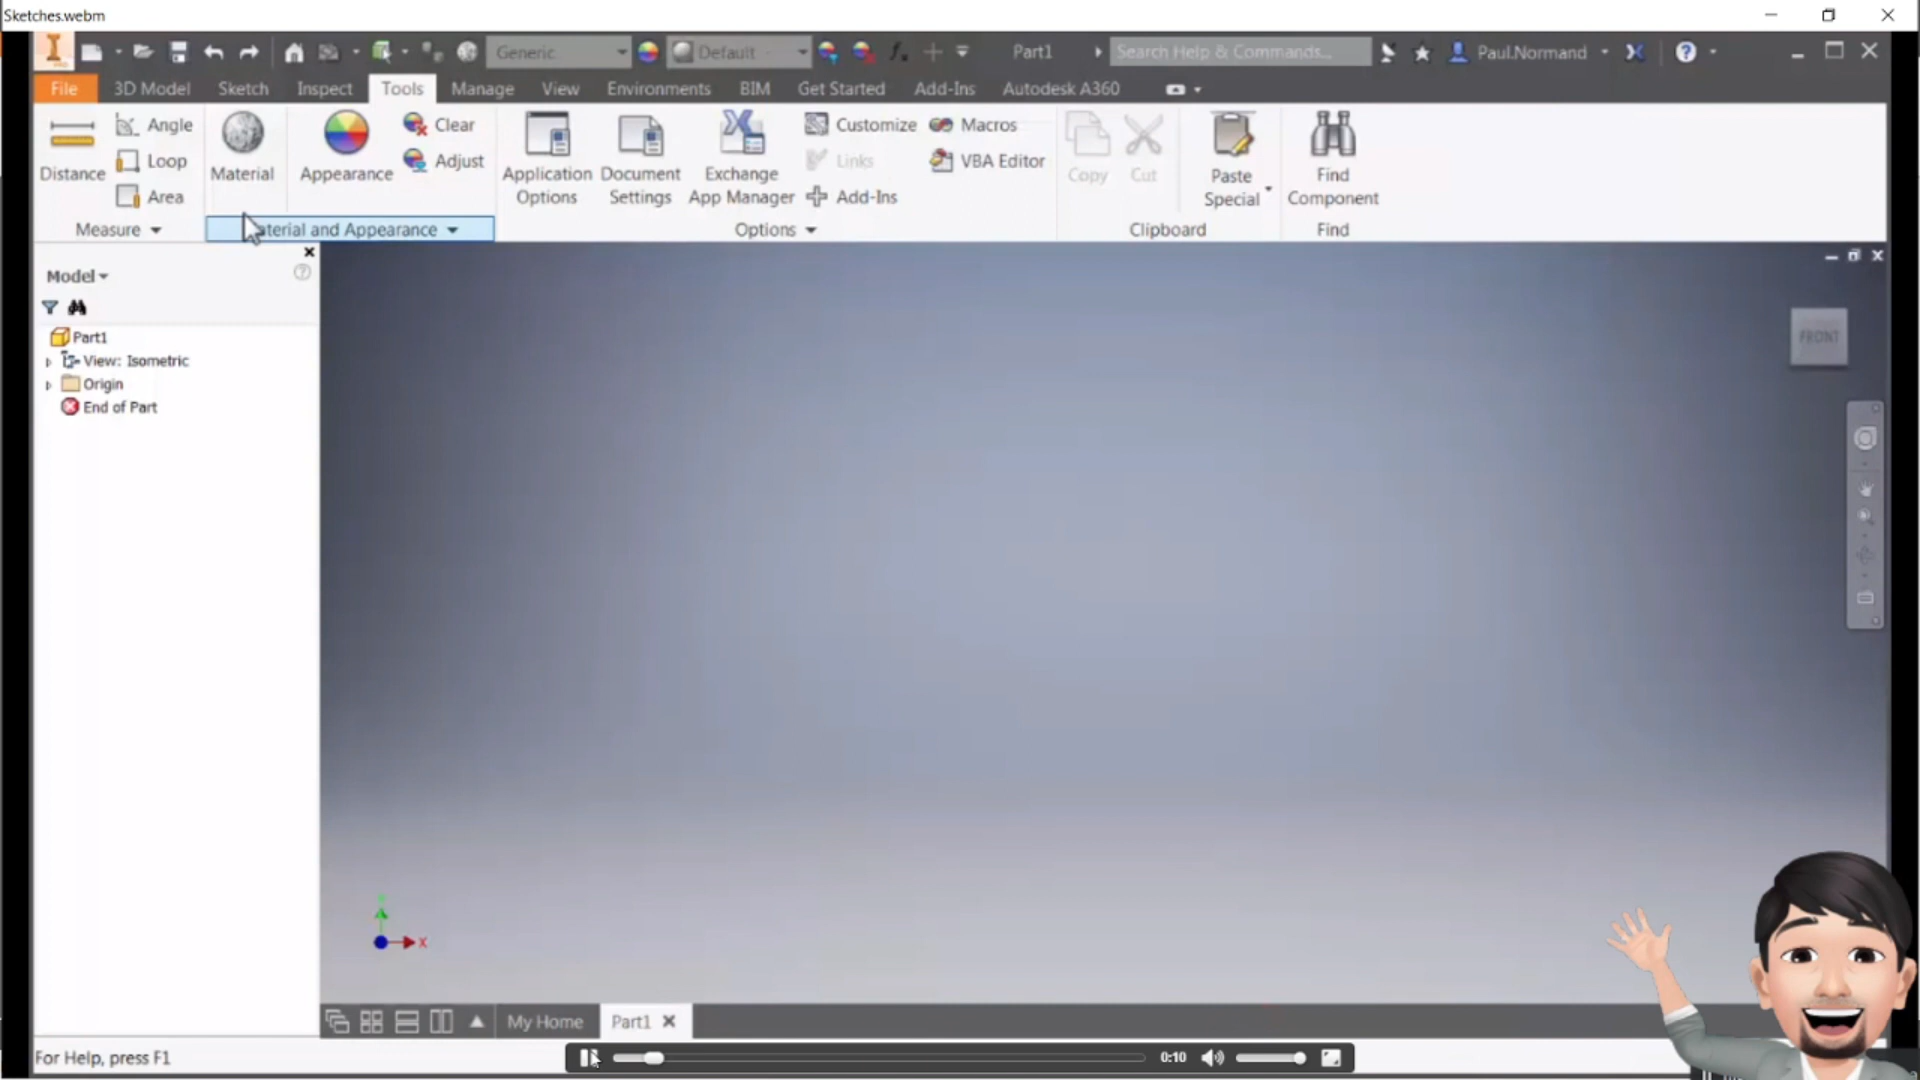 Sketches.webm
Generic
Default
Part1
Search Help & Commands...
Paul.Normand
File
3D Model
Sketch
Inspect
Tools
Manage
View
Environments
BIM
Get Started
Add-Ins
Autodesk A360
Distance
Angle
Loop
Area
Measure
Material
Appearance
Clear
Adjust
aterial and Appearance
Application
Options
Document
Settings
Exchange
App Manager
Customize
Links
Add-Ins
Macros
VBA Editor
Options
Copy
Cut
Paste
Special
Clipboard
Find
Component
Find
Model
Part1
View: Isometric
Origin
End of Part
FRONT
X
My Home
Part1
For Help, press F1
0:10